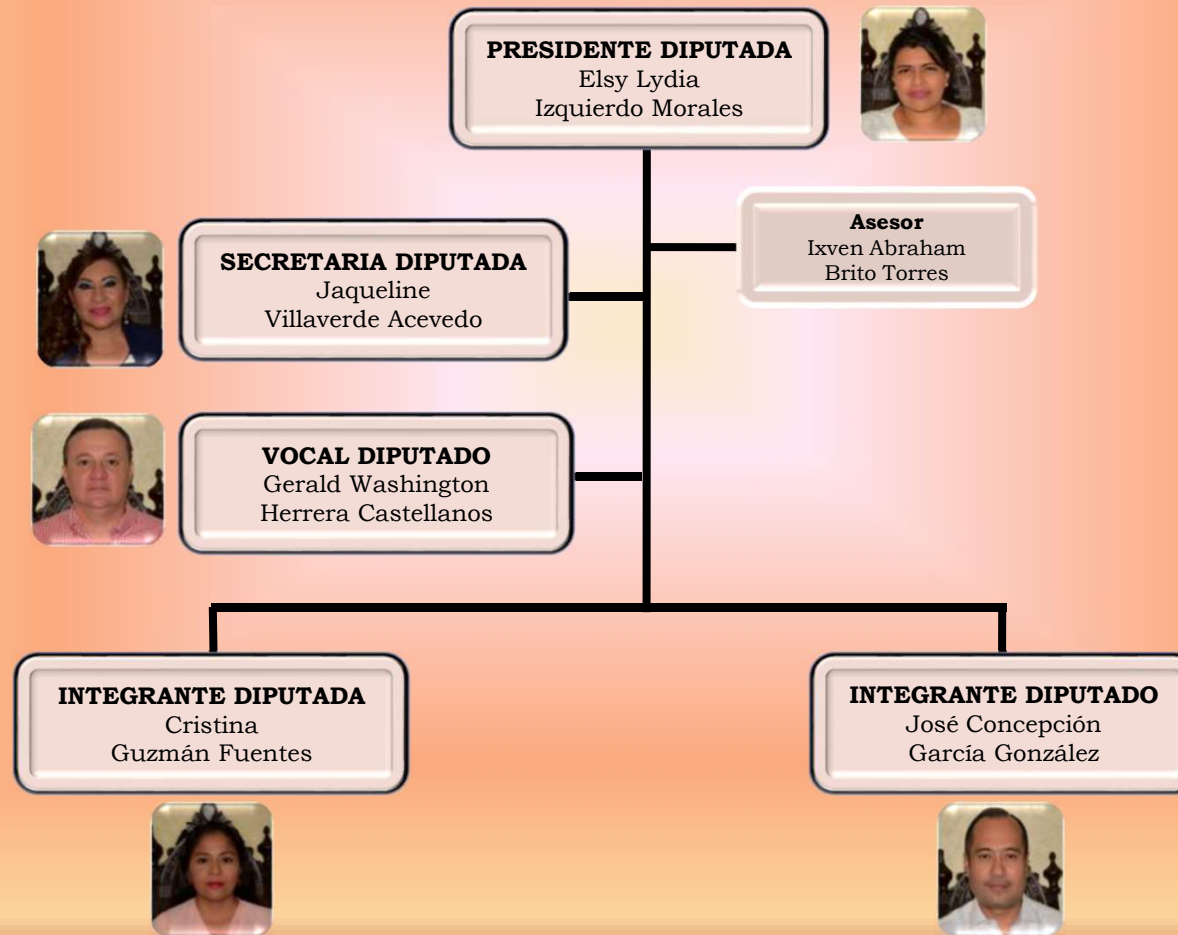 PRESIDENTE DIPUTADA
Elsy Lydia
Izquierdo Morales
Asesor
Ixven Abraham
Brito Torres
SECRETARIA DIPUTADA
Jaqueline
Villaverde Acevedo
VOCAL DIPUTADO
Gerald Washington
Herrera Castellanos
INTEGRANTE DIPUTADA
Cristina
Guzmán Fuentes
INTEGRANTE DIPUTADO
José Concepción
García González